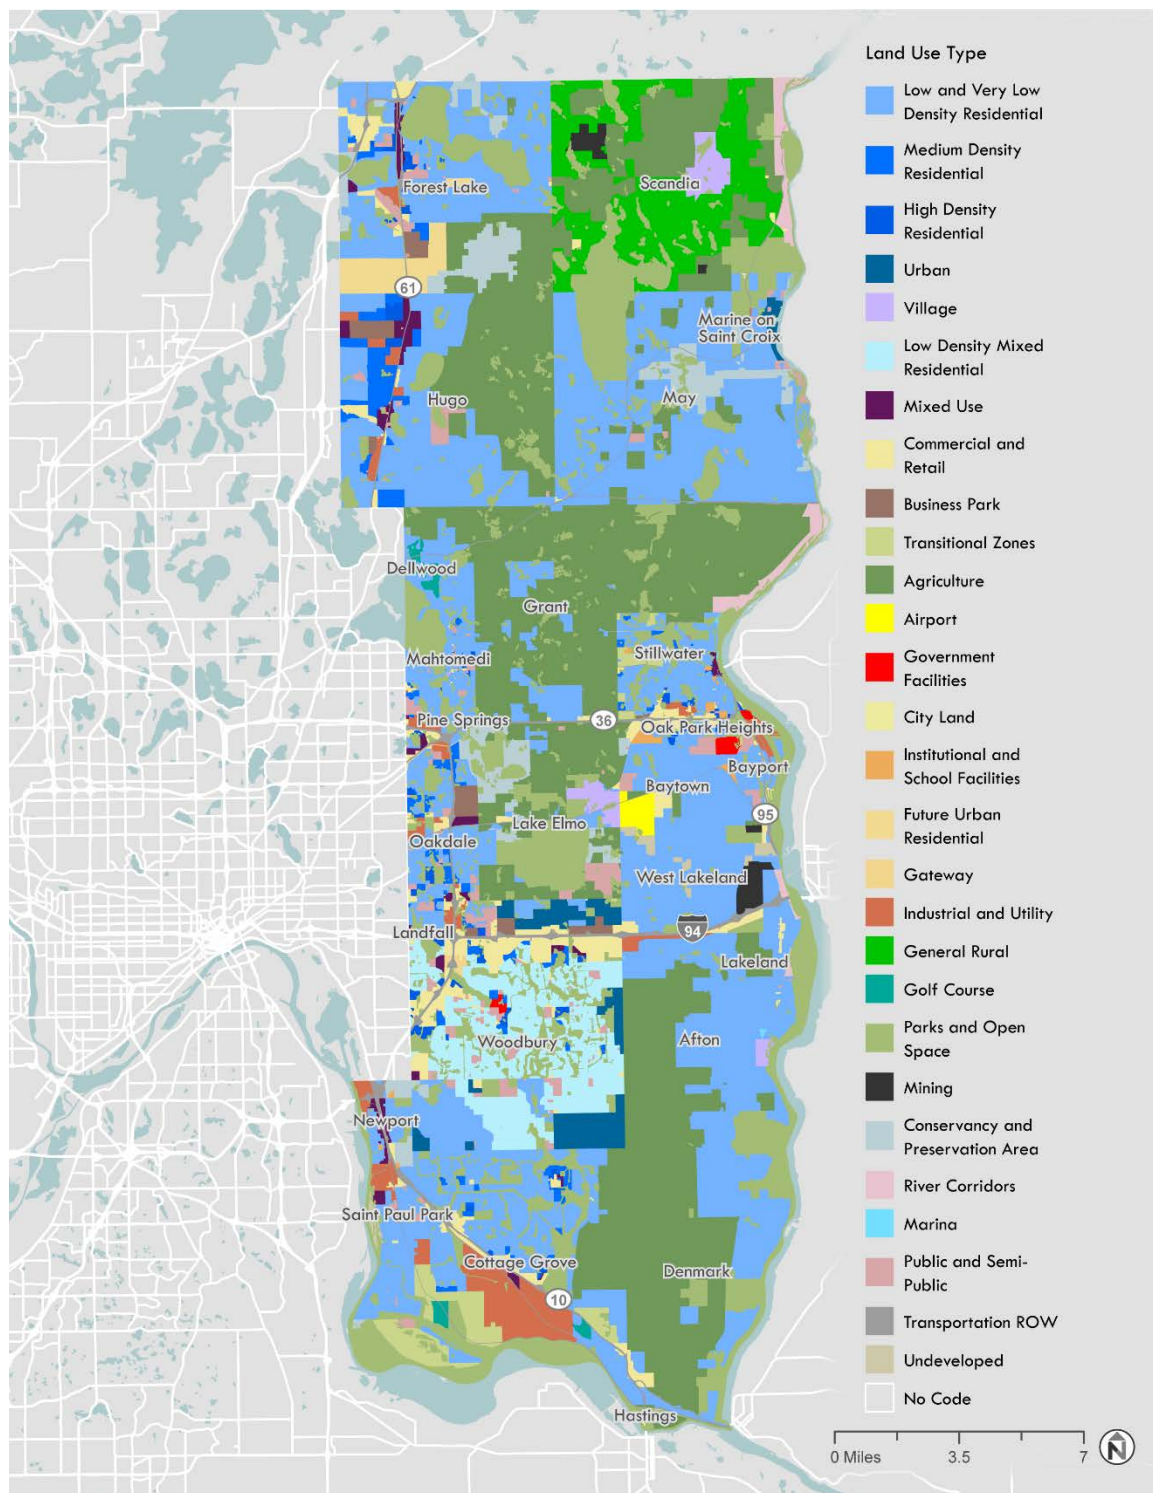 Land Use Type
Low and Very Low
Density Residential
Medium Density
Residential
High Density
Residential
Urban
Village
Low Density Mixed
Residential
Mixed Use
Commercial and
Retail
Business Park
Transitional Zones
Agriculture
Airport
Government
Facilities
City Land
Institutional and
School Facilities
Future Urban
Residential
Gateway
Industrial and Utility
General Rural
Golf Course
Parks and Open
Space
Mining
Conservancy and
Preservation Area
River Corridors
Marina
Public and Semi-
Public
Transportation ROW
Undeveloped
No Code
Forest Lake
Scandia
61
Marine on
Saint Croix
Hugo
May
Dellwood
Grant
Mahtomedi
Stillwater
Pine Springs
36
Oak Park Heights
Bayport
Baytown
Lake Elmo
95
Oakdale
West Lakeland
Landfall
94
Lakeland
Woodbury
Afton
Newport
Saint Paul Park
Cottage Grove
Denmark
10
Hastings
0 Miles
3.5
7
N